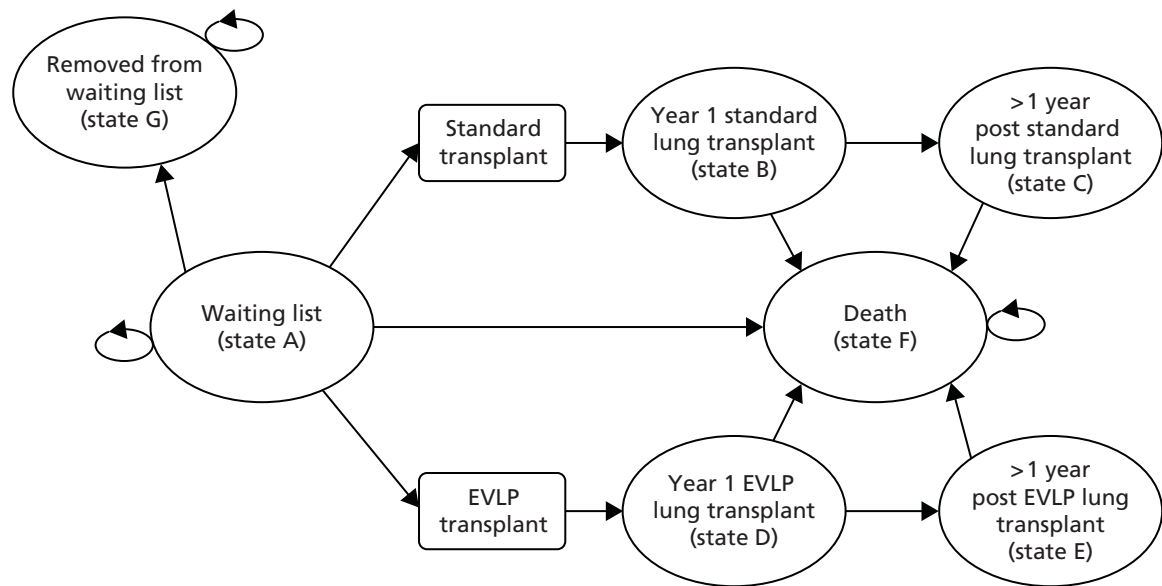 Removed from
waiting list
(state G)
Standard
transplant
Year 1 standard
lung transplant
(state B)
>1 year
post standard
lung transplant
(state C)
Waiting list
(state A)
Death
(state F)
EVLP
transplant
Year 1 EVLP
lung transplant
(state D)
>1 year
post EVLP lung
transplant
(state E)